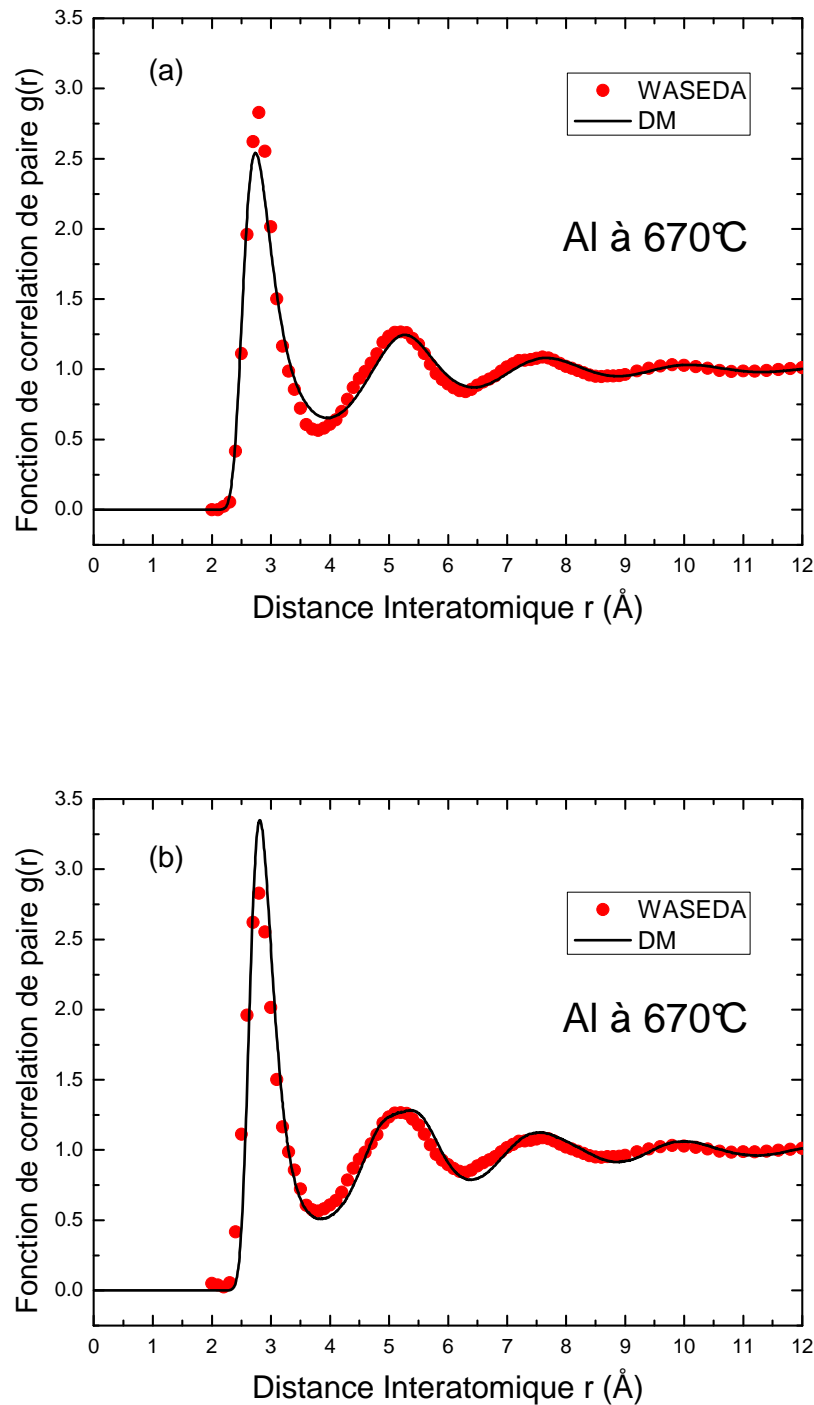 3.5
3.0
2.5
2.0
1.5
1.0
0.5
0.0
Fonction de correlation de paire g(r)
(a)
WASEDA
DM
Al à 670°C
0 1 2 3 4 5 6 7 8 9 10 11 12
Distance Interatomique r (Å)
3.5
3.0
2.5
2.0
1.5
1.0
0.5
0.0
Fonction de correlation de paire g(r)
(b)
WASEDA
DM
Al à 670°C
0 1 2 3 4 5 6 7 8 9 10 11 12
Distance Interatomique r (Å)